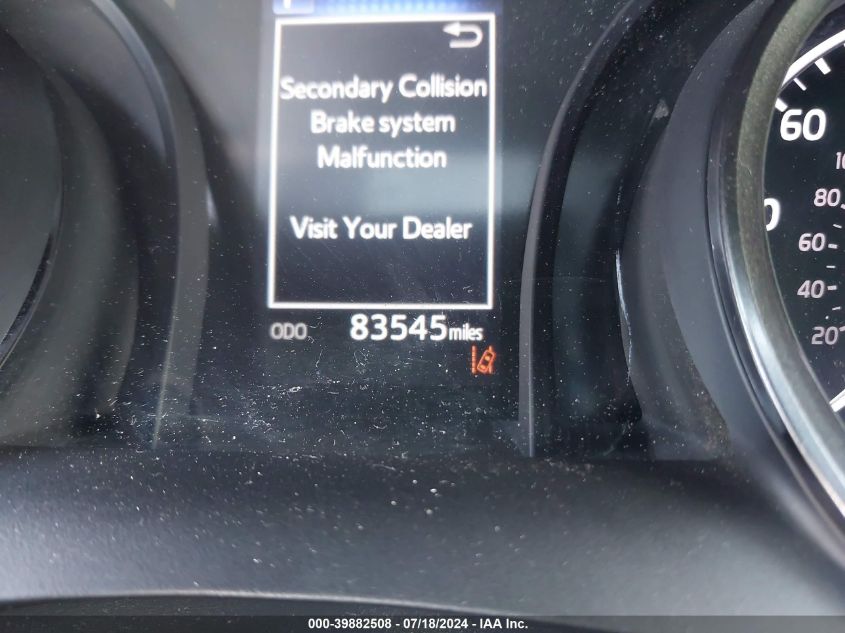 Secondary Collision
Brake system
Malfunction
Visit Your Dealer
ODO 83545 miles
60
80
60
40
20
000-39882508 / 07/18/2024 - IAA Inc.